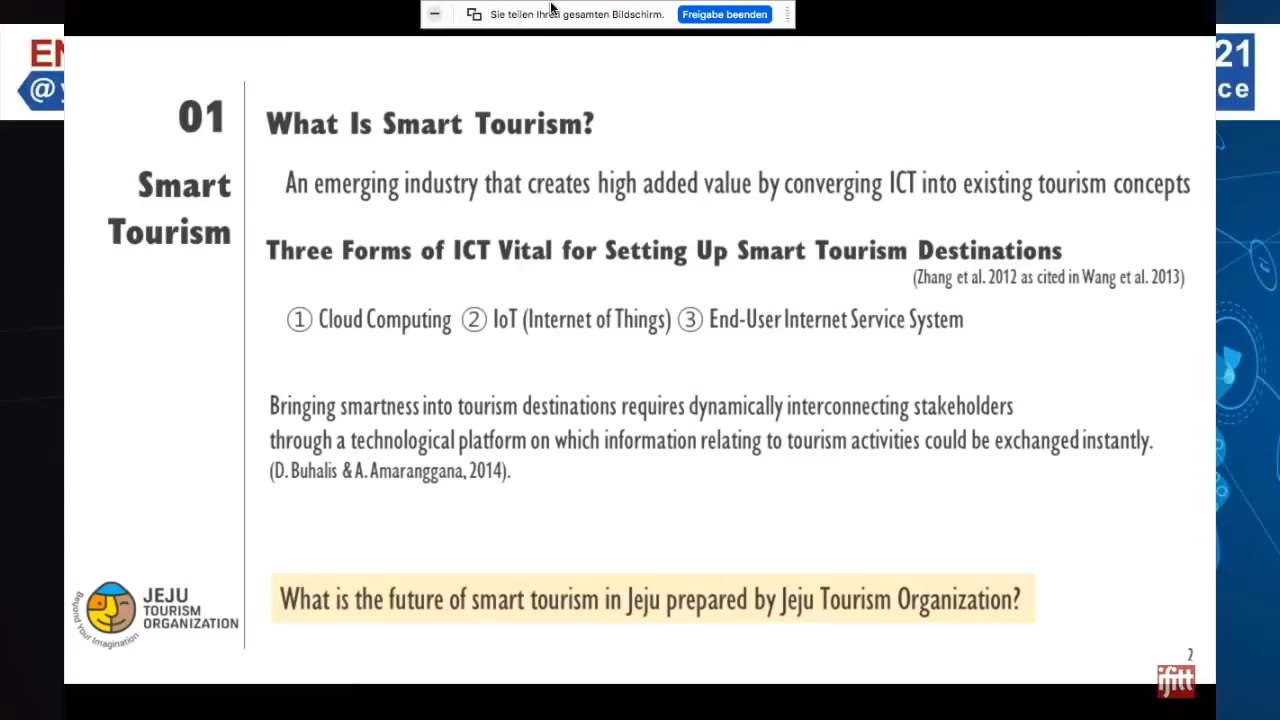 Sie teilen Ihren gesamten Bildschirm. Freigabe beenden
EN
21
@y
ce
01
Smart
Tourism
What Is Smart Tourism?
An emerging industry that creates high added value by converging ICT into existing tourism concepts
Three Forms of ICT Vital for Setting Up Smart Tourism Destinations
(Zhang et al. 2012 as cited in Wang et al. 2013)
① Cloud Computing ② IoT (Internet of Things) ③ End-User Internet Service System
Bringing smartness into tourism destinations requires dynamically interconnecting stakeholders
through a technological platform on which information relating to tourism activities could be exchanged instantly.
(D. Buhalis & A. Amaranggana, 2014).
What is the future of smart tourism in Jeju prepared by Jeju Tourism Organization?
Beyond Your Imagination
JEJU
TOURISM
ORGANIZATION
2
ifitt